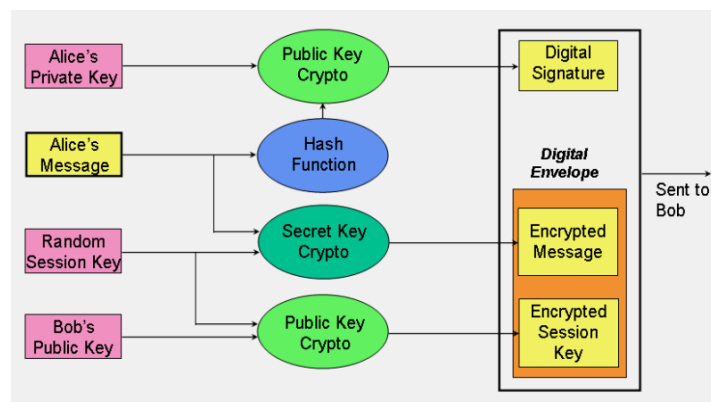 Alice's
Private Key
Public Key
Crypto
Digital
Signature
Alice's
Message
Hash
Function
Digital
Envelope
Sent to
Bob
Random
Session Key
Secret Key
Crypto
Encrypted
Message
Bob's
Public Key
Public Key
Crypto
Encrypted
Session
Key